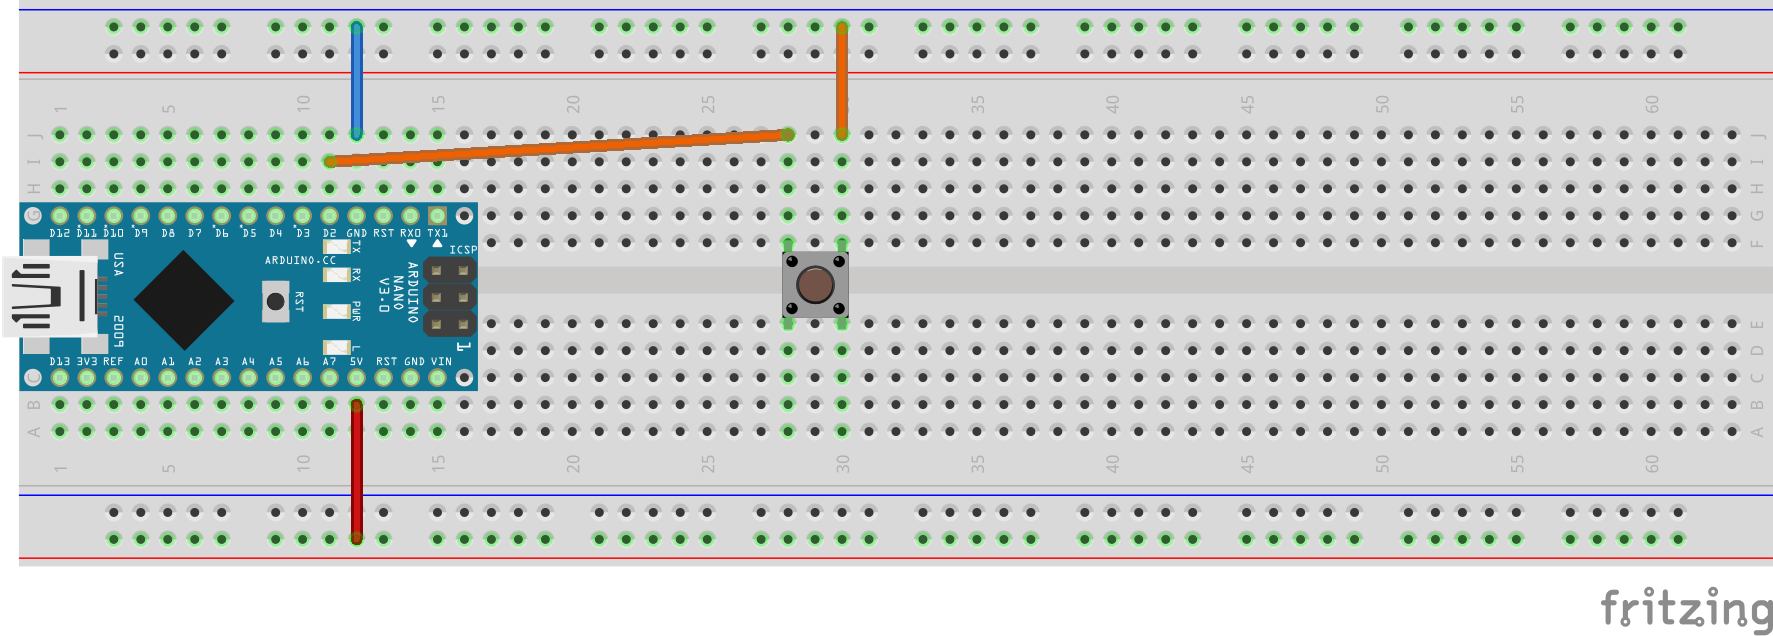 1 5 10 15 20 25 30 35 40 45 50 55 60
J J
I I
H H
G G
D12 D11 D10 D9 D8 D7 D6 D5 D4 D3 D2 GND RST RX0 TX1
F
ICSP
TX
USA
ARDUINO.CC
RX
ARDUINO
NANO
V3.0
RST
PWR
2009
L
1
E
D
D13 3V3 REF A0 A1 A2 A3 A4 A5 A6 A7 5V RST GND VIN
C C
B B
A A
1 5 10 15 20 25 30 35 40 45 50 55 60
fritzing